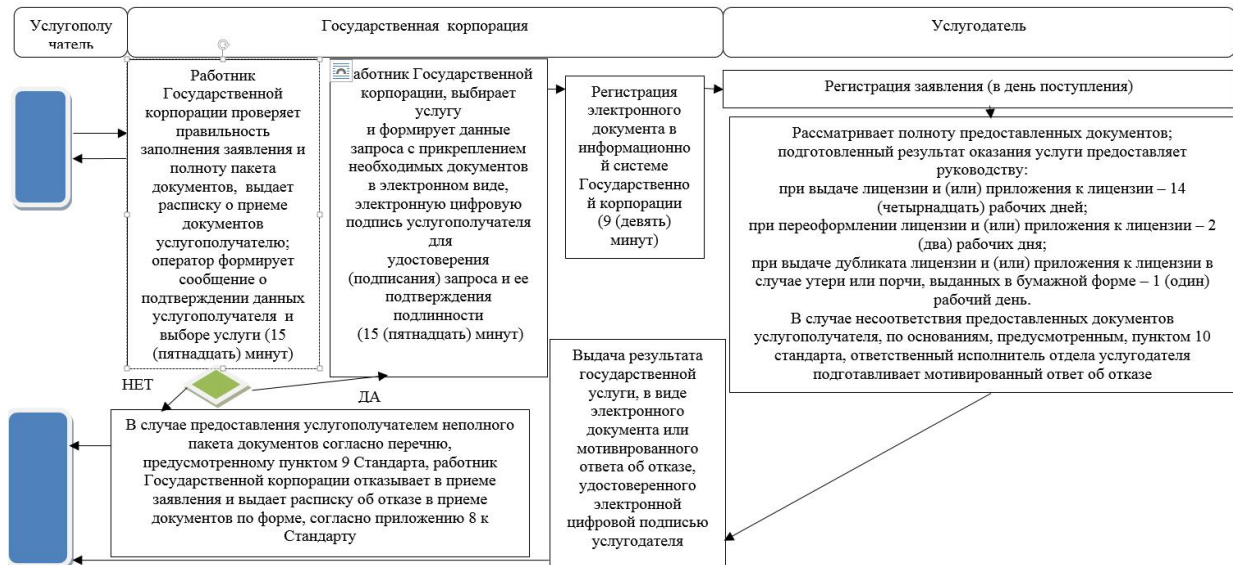 Услугополу
чатель
Государственная корпорация
Услугодатель
Работник
Государственной
корпорации проверяет
правильность
заполнения заявления и
полноту пакета
документов, выдает
расписку о приеме
документов
услугополучателю;
оператор формирует
сообщение о
подтверждении данных
услугополучателя и
выборе услуги (15
(пятнадцать) минут)
аботник Государственной
корпорации, выбирает
услугу
и формирует данные
запроса с прикреплением
необходимых документов
в электронном виде,
электронную цифровую
подпись услугополучателя
для
удостоверения
(подписания) запроса и ее
подтверждения
подлинности
(15 (пятнадцать) минут)
Регистрация
электронного
документа в
информационно
й системе
Государственно
й корпорации
(9 (девять)
минут)
Регистрация заявления (в день поступления)
Рассматривает полноту предоставленных документов;
подготовленный результат оказания услуги предоставляет
руководству:
при выдаче лицензии и (или) приложения к лицензии – 14
(четырнадцать) рабочих дней;
при переоформлении лицензии и (или) приложения к лицензии – 2
(два) рабочих дня;
при выдаче дубликата лицензии и (или) приложения к лицензии в
случае утери или порчи, выданных в бумажной форме – 1 (один)
рабочий день.
В случае несоответствия предоставленных документов
услугополучателя, по основаниям, предусмотренным, пунктом 10
стандарта, ответственный исполнитель отдела услугодателя
подготавливает мотивированный ответ об отказе
НЕТ
ДА
В случае предоставления услугополучателем неполного
пакета документов согласно перечню,
предусмотренному пунктом 9 Стандарта, работник
Государственной корпорации отказывает в приеме
заявления и выдает расписку об отказе в приеме
документов по форме, согласно приложению 8 к
Стандарту
Выдача результата
государственной
услуги, в виде
электронного
документа или
мотивированного
ответа об отказе,
удостоверенного
электронной
цифровой подписью
услугодателя